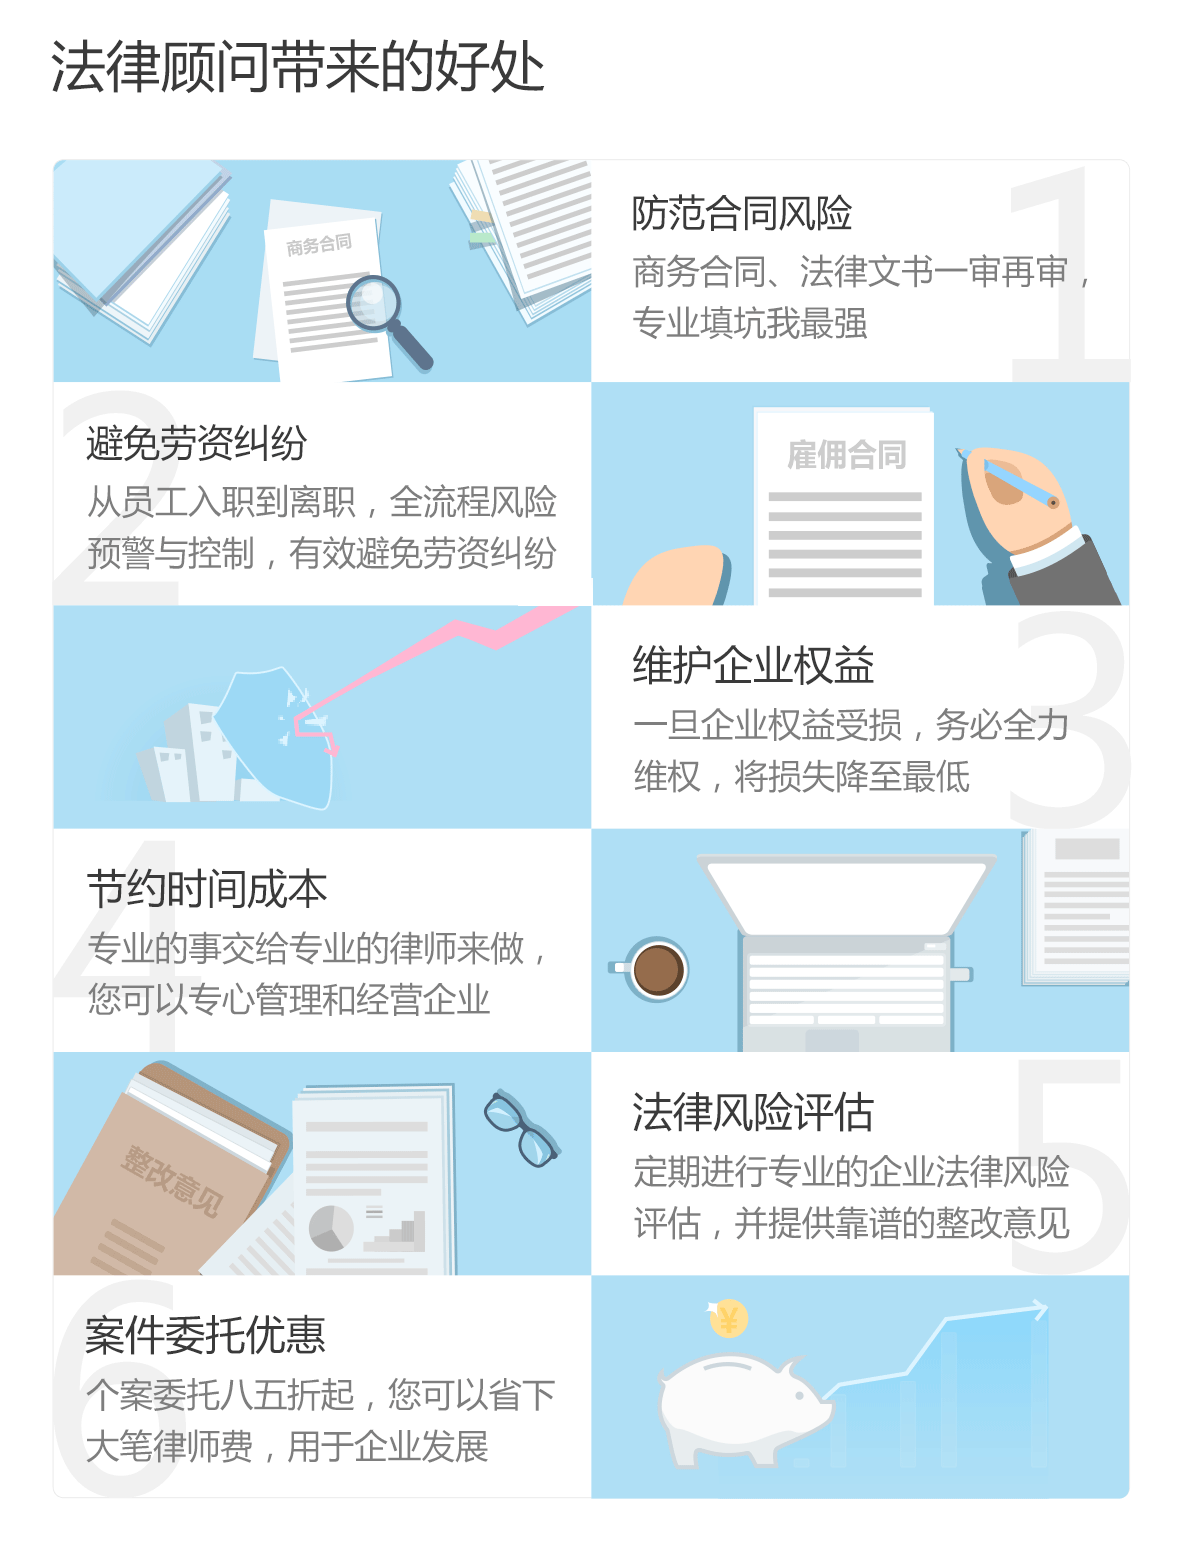 法律顾问带来的好处
商务合同
1
防范合同风险
商务合同、法律文书一审再审，
专业填坑我最强
2
避免劳资纠纷
从员工入职到离职，全流程风险
预警与控制，有效避免劳资纠纷
雇佣合同
3
维护企业权益
一旦企业权益受损，务必全力
维权，将损失降至最低
4
节约时间成本
专业的事交给专业的律师来做，
您可以专心管理和经营企业
整改意见
5
法律风险评估
定期进行专业的企业法律风险
评估，并提供靠谱的整改意见
6
案件委托优惠
个案委托八五折起，您可以省下
大笔律师费，用于企业发展
¥